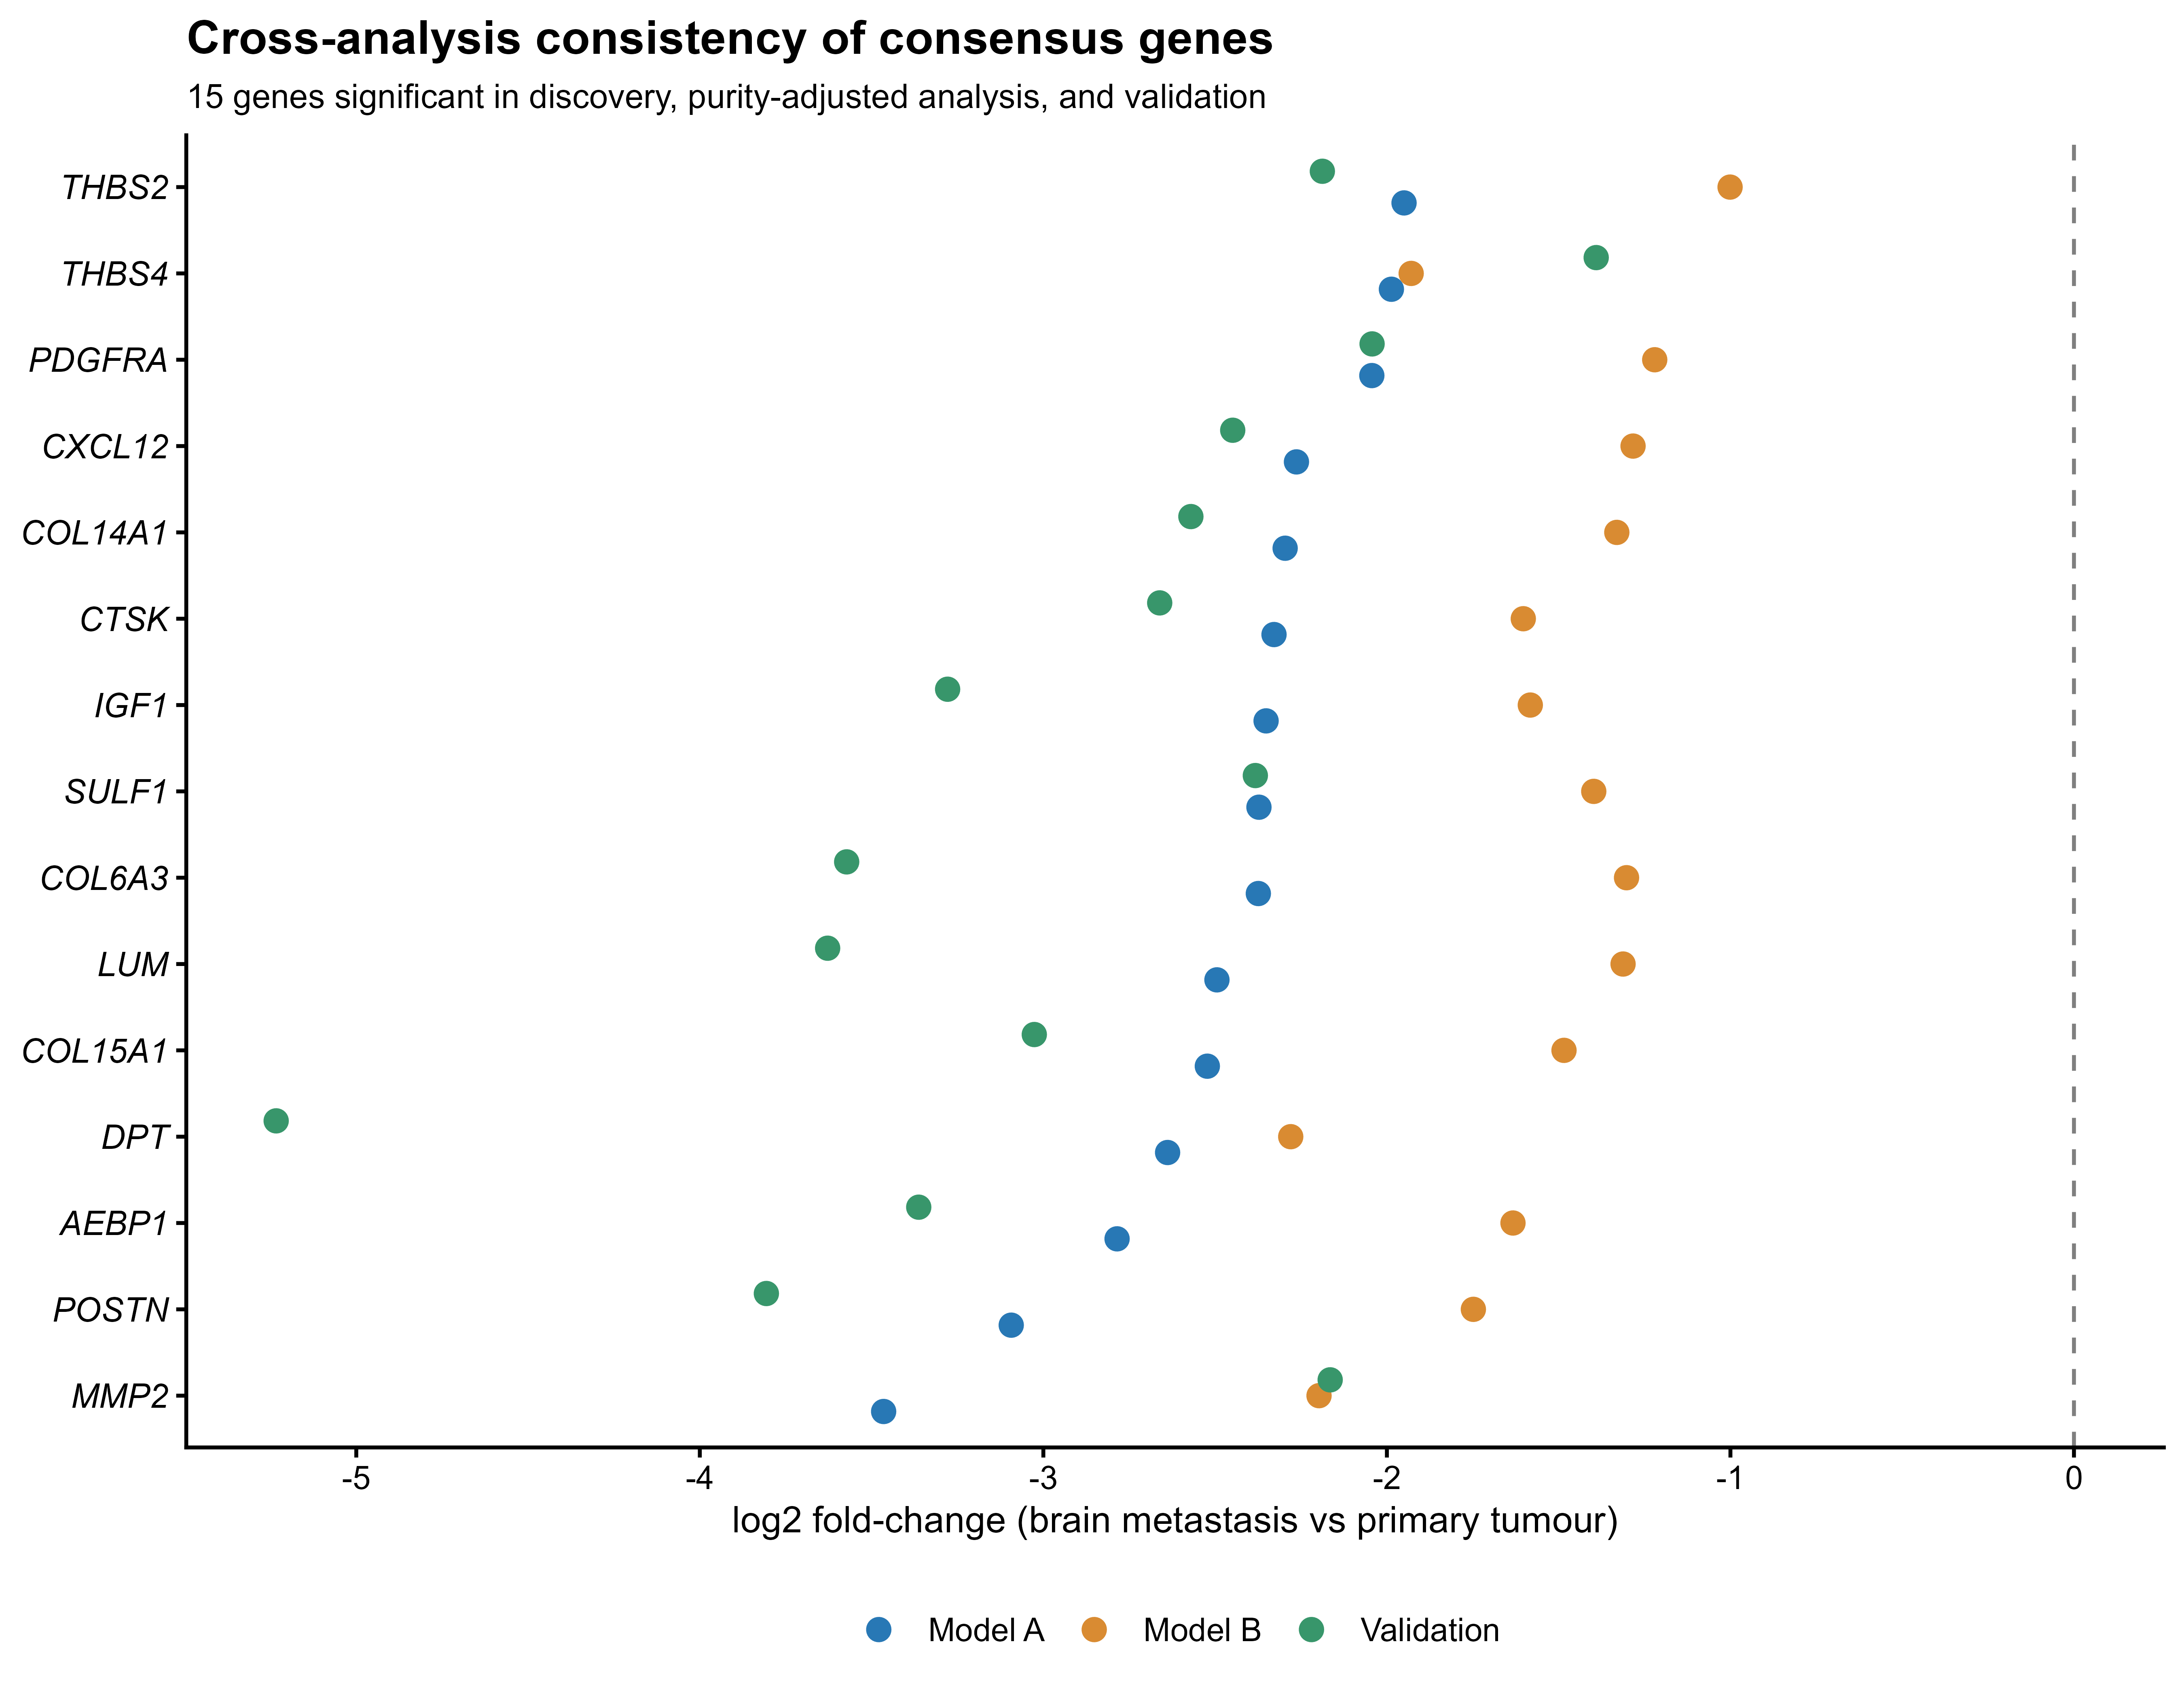 Cross-analysis consistency of consensus genes
15 genes significant in discovery, purity-adjusted analysis, and validation
THBS2
THBS4
PDGFRA
CXCL12
COL14A1
CTSK
IGF1
SULF1
COL6A3
LUM
COL15A1
DPT
AEBP1
POSTN
MMP2
-5 -4 -3 -2 -1 0
log2 fold-change (brain metastasis vs primary tumour)
Model A Model B Validation